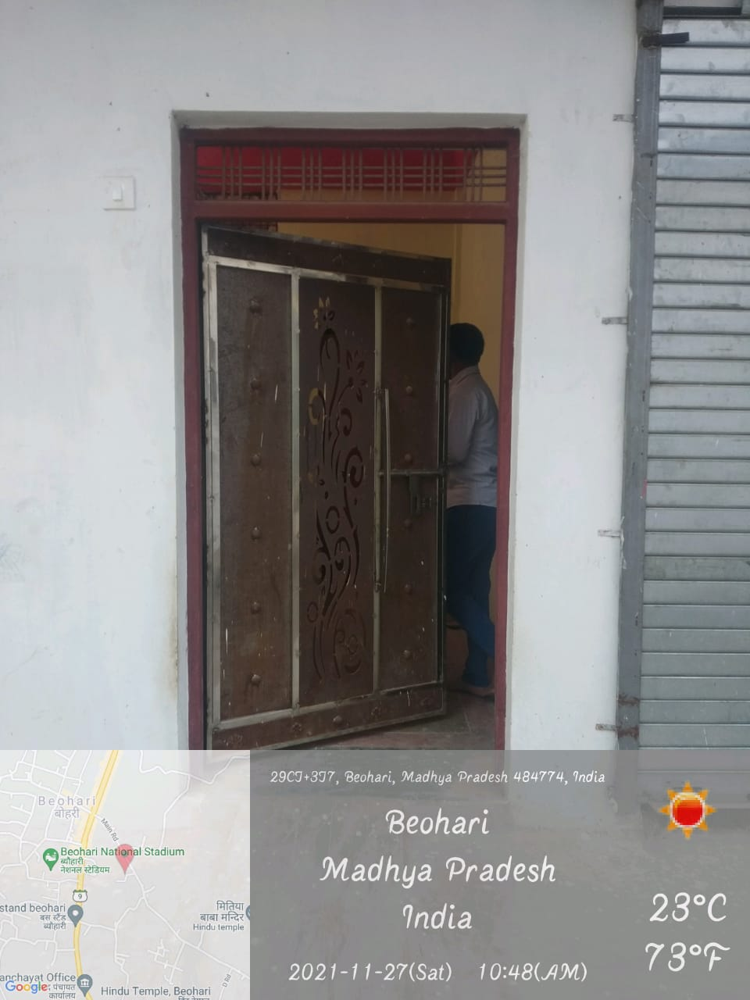 29CJ+3J7, Beohari, Madhya Pradesh 484774, India
Beohari
Madhya Pradesh
India
2021-11-27(Sat) 10:48(AM)
23°C
73°F
Beohari
बोहरी
Main Rd
Beohari National Stadium
ब्यौहारी
नेशनल स्टेडियम
9
stand beohari
बस स्टैंड
ब्यौहारी
मितिया
बाबा मन्दिर
Hindu temple
anchayat Office
पंचायत
कार्यालय
Google
D Rd
Hindu Temple, Beohari